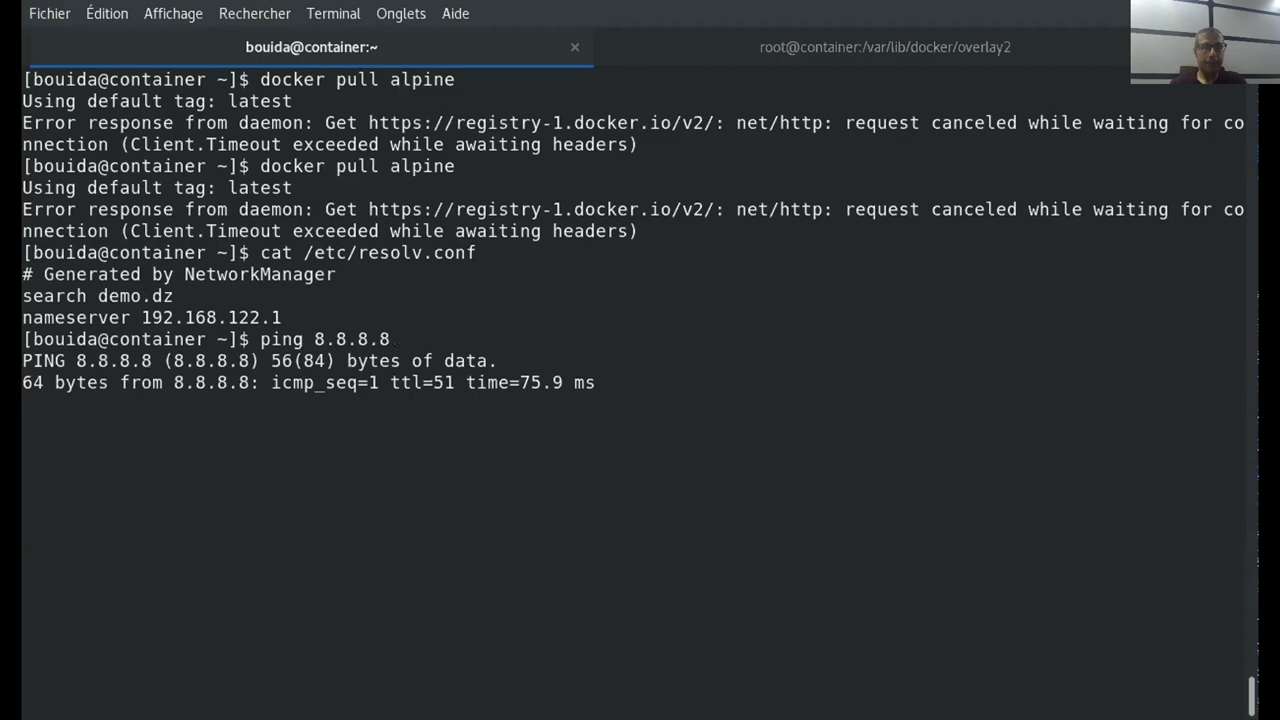 Fichier Édition Affichage Rechercher Terminal Onglets Aide
bouida@container:~ × root@container:/var/lib/docker/overlay2
[bouida@container ~]$ docker pull alpine
Using default tag: latest
Error response from daemon: Get https://registry-1.docker.io/v2/: net/http: request canceled while waiting for co
nnection (Client.Timeout exceeded while awaiting headers)
[bouida@container ~]$ docker pull alpine
Using default tag: latest
Error response from daemon: Get https://registry-1.docker.io/v2/: net/http: request canceled while waiting for co
nnection (Client.Timeout exceeded while awaiting headers)
[bouida@container ~]$ cat /etc/resolv.conf
# Generated by NetworkManager
search demo.dz
nameserver 192.168.122.1
[bouida@container ~]$ ping 8.8.8.8
PING 8.8.8.8 (8.8.8.8) 56(84) bytes of data.
64 bytes from 8.8.8.8: icmp_seq=1 ttl=51 time=75.9 ms